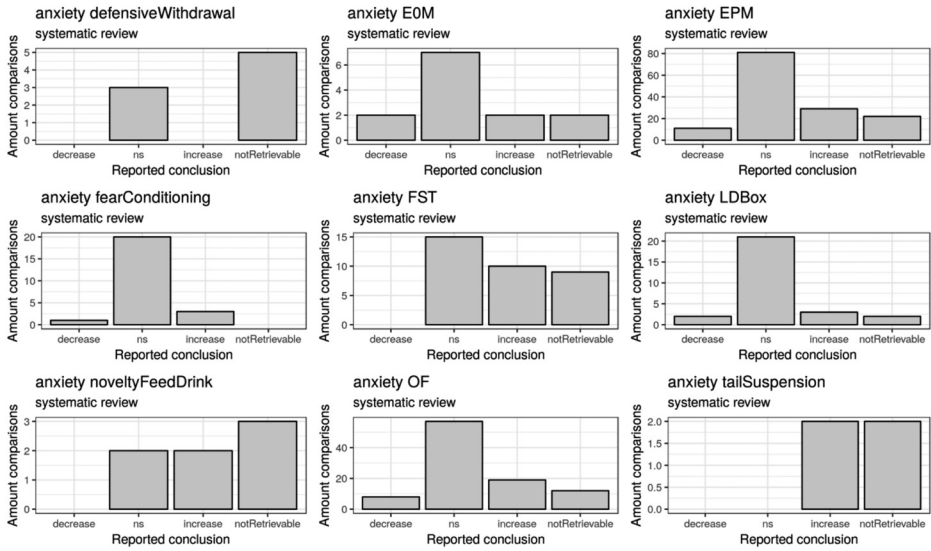 anxiety defensiveWithdrawal
systematic review
Amount comparisons
5
4
3
2
1
0
decrease ns increase notRetrievable
Reported conclusion
anxiety E0M
systematic review
Amount comparisons
6
4
2
0
decrease ns increase notRetrievable
Reported conclusion
anxiety EPM
systematic review
Amount comparisons
80
60
40
20
0
decrease ns increase notRetrievable
Reported conclusion
anxiety fearConditioning
systematic review
Amount comparisons
20
15
10
5
0
decrease ns increase notRetrievable
Reported conclusion
anxiety FST
systematic review
Amount comparisons
15
10
5
0
decrease ns increase notRetrievable
Reported conclusion
anxiety LDBox
systematic review
Amount comparisons
20
15
10
5
0
decrease ns increase notRetrievable
Reported conclusion
anxiety noveltyFeedDrink
systematic review
Amount comparisons
3
2
1
0
decrease ns increase notRetrievable
Reported conclusion
anxiety OF
systematic review
Amount comparisons
40
20
0
decrease ns increase notRetrievable
Reported conclusion
anxiety tailSuspension
systematic review
Amount comparisons
2.0
1.5
1.0
0.5
0.0
decrease ns increase notRetrievable
Reported conclusion